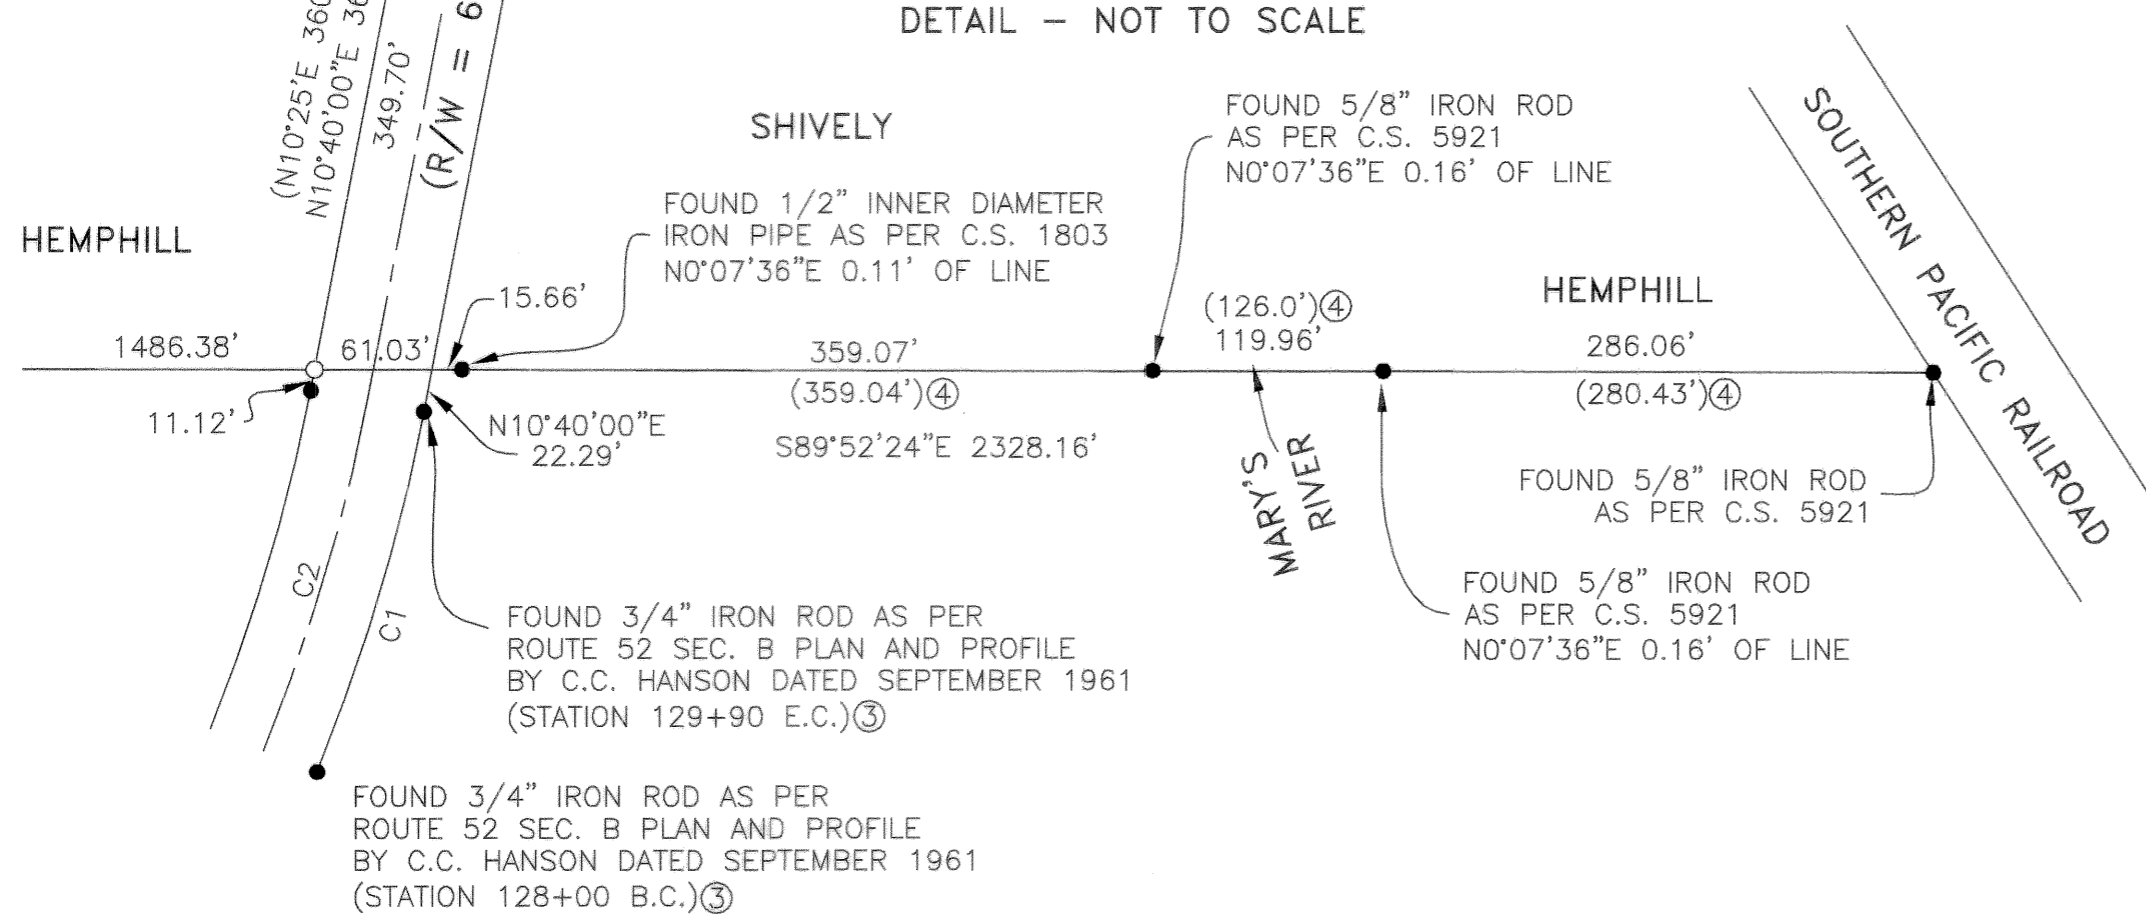 DETAIL – NOT TO SCALE
(N10°25'E 360
N10°40'00"E 36
349.70'
(R/W = 6
SHIVELY
FOUND 5/8" IRON ROD
AS PER C.S. 5921
N0°07'36"E 0.16' OF LINE
SOUTHERN PACIFIC RAILROAD
FOUND 1/2" INNER DIAMETER
IRON PIPE AS PER C.S. 1803
N0°07'36"E 0.11' OF LINE
HEMPHILL
HEMPHILL
15.66'
(126.0')④
119.96'
1486.38'
61.03'
359.07'
286.06'
(359.04')④
(280.43')④
11.12'
N10°40'00"E
22.29'
S89°52'24"E 2328.16'
MARY'S
RIVER
FOUND 5/8" IRON ROD
AS PER C.S. 5921
C2
C1
FOUND 5/8" IRON ROD
AS PER C.S. 5921
N0°07'36"E 0.16' OF LINE
FOUND 3/4" IRON ROD AS PER
ROUTE 52 SEC. B PLAN AND PROFILE
BY C.C. HANSON DATED SEPTEMBER 1961
(STATION 129+90 E.C.)③
FOUND 3/4" IRON ROD AS PER
ROUTE 52 SEC. B PLAN AND PROFILE
BY C.C. HANSON DATED SEPTEMBER 1961
(STATION 128+00 B.C.)③